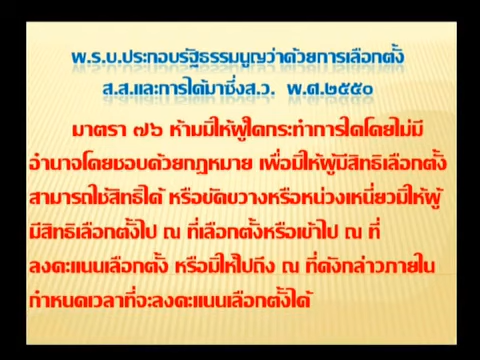 พ.ร.บ.ประกอบรัฐธรรมนูญว่าด้วยการเลือกตั้ง
ส.ส.และการได้มาซึ่งส.ว. พ.ศ.๒๕๕๐
มาตรา ๗๖ ห้ามมิให้ผู้ใดกระทำการใดโดยไม่มี
อำนาจโดยชอบด้วยกฎหมาย เพื่อมิให้ผู้มีสิทธิเลือกตั้ง
สามารถใช้สิทธิได้ หรือขัดขวางหรือหน่วงเหนี่ยวมิให้ผู้
มีสิทธิเลือกตั้งไป ณ ที่เลือกตั้งหรือเข้าไป ณ ที่
ลงคะแนนเลือกตั้ง หรือมิให้ไปถึง ณ ที่ดังกล่าวภายใน
กำหนดเวลาที่จะลงคะแนนเลือกตั้งได้